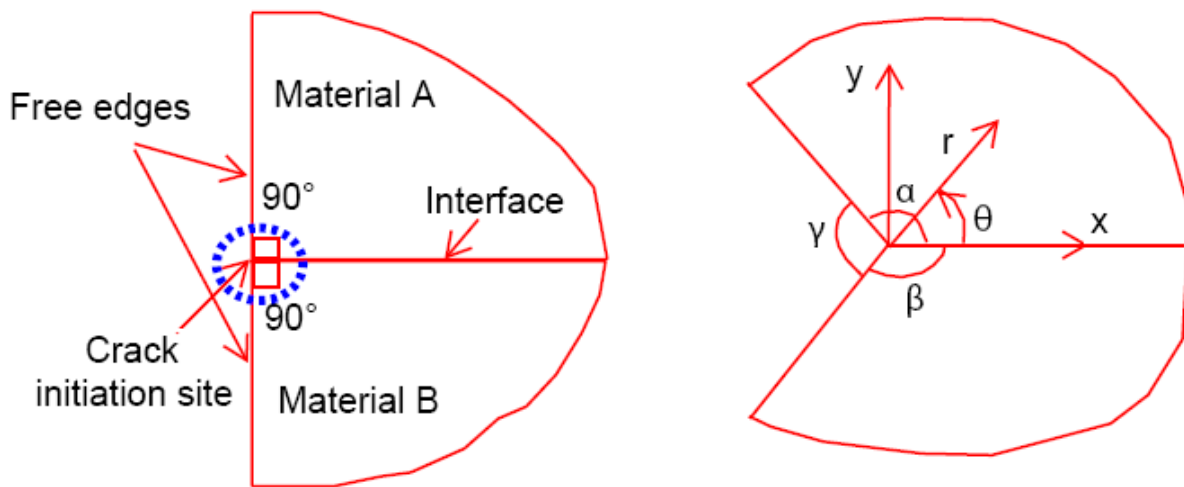 Material A
Free edges
90°
Interface
90°
Crack
initiation site
Material B
y
r
α
x
γ
θ
β